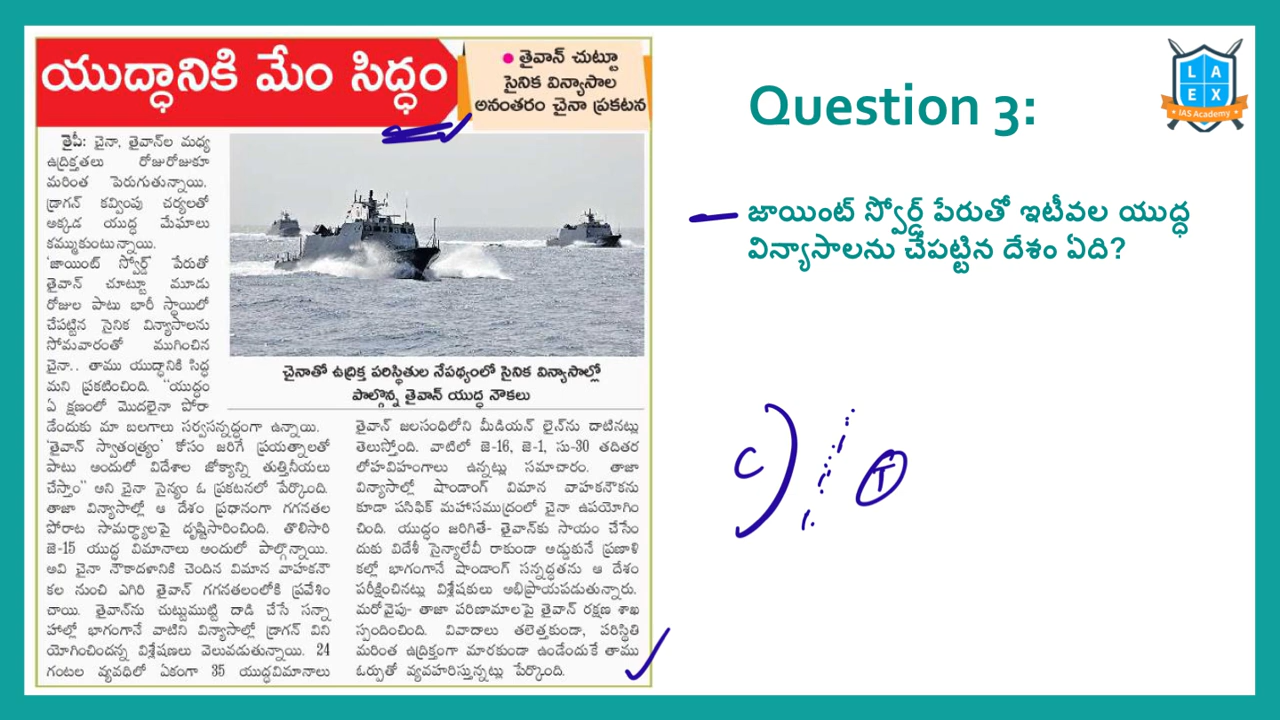 యుద్ధానికి మేం సిద్ధం
● తైవాన్ చుట్టూ
సైనిక విన్యాసాల
అనంతరం చైనా ప్రకటన
తైపీ: చైనా, తైవాన్‌ల మధ్య
ఉద్రిక్తతలు రోజురోజుకూ
మరింత పెరుగుతున్నాయి.
డ్రాగన్ కవ్వింపు చర్యలతో
అక్కడ యుద్ధ మేఘాలు
కమ్ముకుంటున్నాయి.
'జాయింట్ స్వోర్డ్' పేరుతో
తైవాన్ చుట్టూ మూడు
రోజుల పాటు భారీ స్థాయిలో
చేపట్టిన సైనిక విన్యాసాలను
సోమవారంతో ముగించిన
చైనా.. తాము యుద్ధానికి సిద్ధ
మని ప్రకటించింది. "యుద్ధం
ఏ క్షణంలో మొదలైనా పోరా
డేందుకు మా బలగాలు సర్వసన్నద్ధంగా ఉన్నాయి.
'తైవాన్ స్వాతంత్ర్యం' కోసం జరిగే ప్రయత్నాలతో
పాటు అందులో విదేశాల జోక్యాన్ని తుత్తినీయలు
చేస్తాం" అని చైనా సైన్యం ఓ ప్రకటనలో పేర్కొంది.
తాజా విన్యాసాల్లో ఆ దేశం ప్రధానంగా గగనతల
పోరాట సామర్థ్యాలపై దృష్టిసారించింది. తొలిసారి
జె-15 యుద్ధ విమానాలు అందులో పాల్గొన్నాయి.
అవి చైనా నౌకాదళానికి చెందిన విమాన వాహకనౌ
కల నుంచి ఎగిరి తైవాన్ గగనతలంలోకి ప్రవేశిం
చాయి. తైవాన్‌ను చుట్టుముట్టి దాడి చేసే సన్నా
హాల్లో భాగంగానే వాటిని విన్యాసాల్లో డ్రాగన్ విని
యోగించిందన్న విశ్లేషణలు వెలువడుతున్నాయి. 24
గంటల వ్యవధిలో ఏకంగా 35 యుద్ధవిమానాలు
చైనాతో ఉద్రిక్త పరిస్థితుల నేపథ్యంలో సైనిక విన్యాసాల్లో
పాల్గొన్న తైవాన్ యుద్ధ నౌకలు
తైవాన్ జలసంధిలోని మీడియన్ లైన్‌ను దాటినట్లు
తెలుస్తోంది. వాటిలో జె-16, జె-1, సు-30 తదితర
లోహవిహంగాలు ఉన్నట్లు సమాచారం. తాజా
విన్యాసాల్లో షాండాంగ్ విమాన వాహకనౌకను
కూడా పసిఫిక్ మహాసముద్రంలో చైనా ఉపయోగిం
చింది. యుద్ధం జరిగితే- తైవాన్‌కు సాయం చేసేం
దుకు విదేశీ సైన్యాలేవీ రాకుండా అడ్డుకునే ప్రణాళి
కల్లో భాగంగానే షాండాంగ్ సన్నద్ధతను ఆ దేశం
పరీక్షించినట్లు విశ్లేషకులు అభిప్రాయపడుతున్నారు.
మరోవైపు- తాజా పరిణామాలపై తైవాన్ రక్షణ శాఖ
స్పందించింది. వివాదాలు తలెత్తకుండా, పరిస్థితి
మరింత ఉద్రిక్తంగా మారకుండా ఉండేందుకే తాము
ఓర్పుతో వ్యవహరిస్తున్నట్లు పేర్కొంది.
LA
EX
IAS Academy
Question 3:
జాయింట్ స్వోర్డ్ పేరుతో ఇటీవల యుద్ధ
విన్యాసాలను చేపట్టిన దేశం ఏది?
C
T